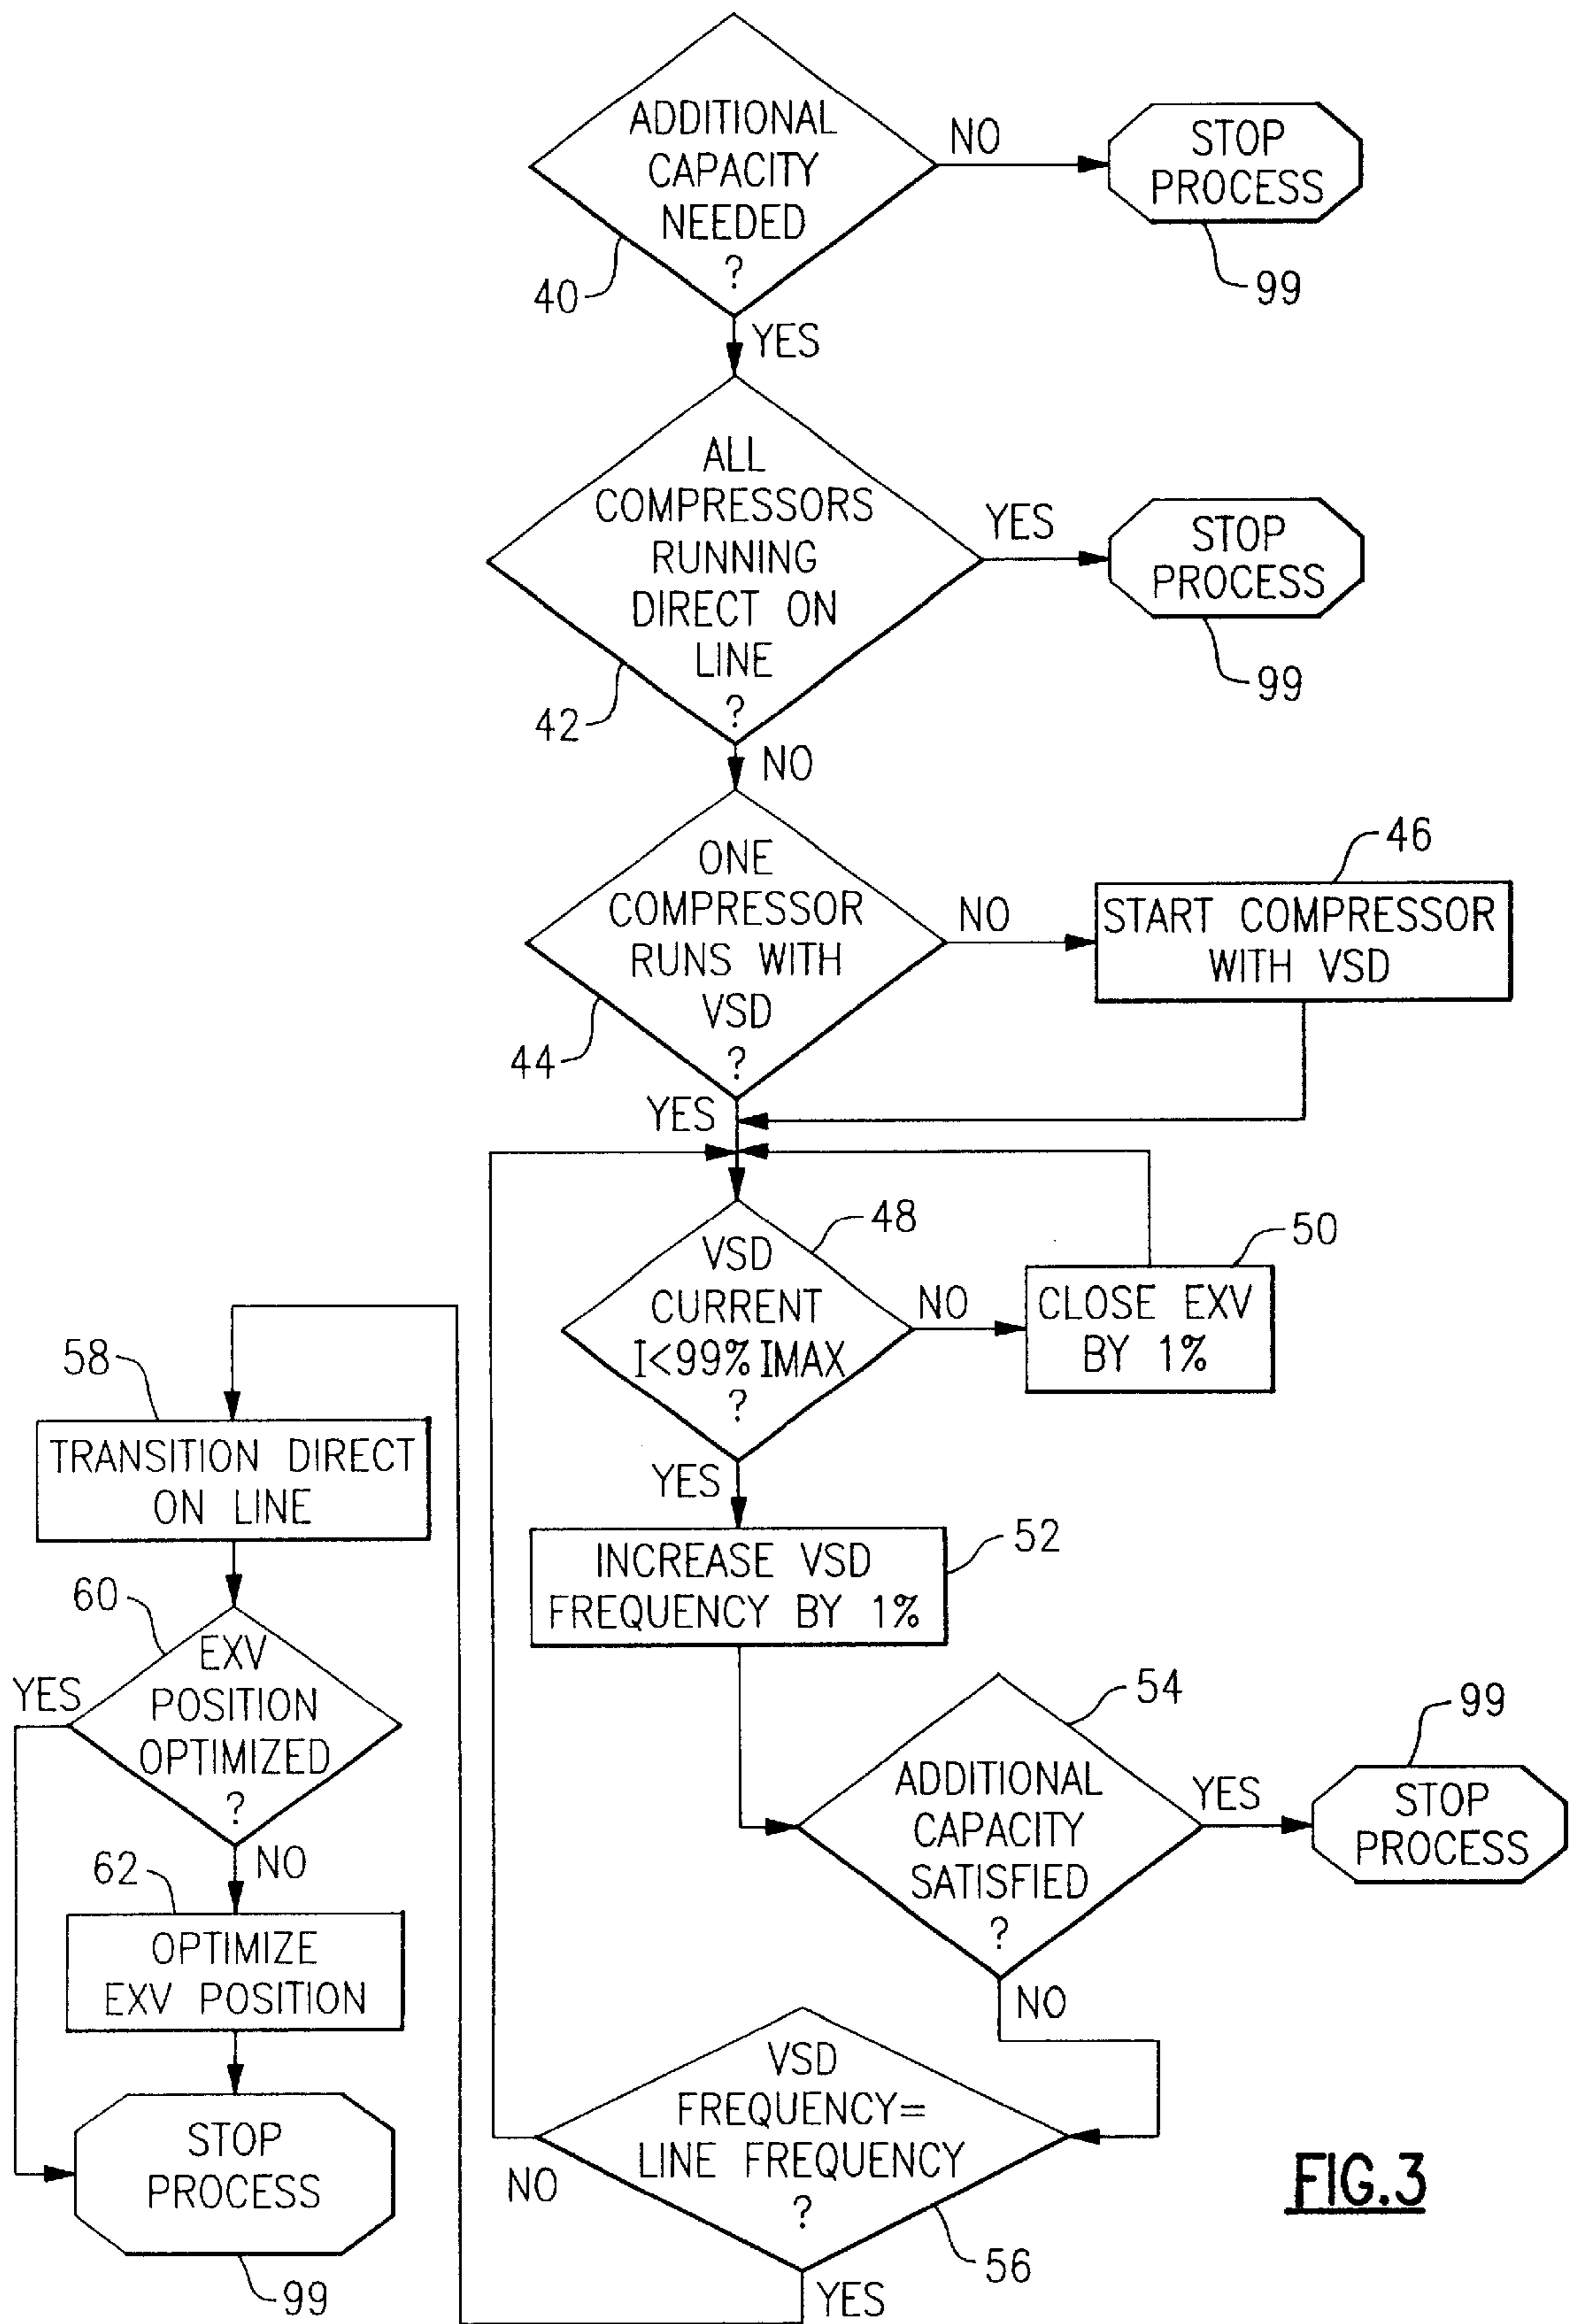 ADDITIONAL
CAPACITY
NEEDED
?
40
NO
STOP
PROCESS
99
YES
ALL
COMPRESSORS
RUNNING
DIRECT ON
LINE
?
42
YES
STOP
PROCESS
99
NO
ONE
COMPRESSOR
RUNS WITH
VSD
?
44
NO
46
START COMPRESSOR
WITH VSD
YES
VSD
CURRENT
I<99% IMAX
?
48
NO
50
CLOSE EXV
BY 1%
YES
52
INCREASE VSD
FREQUENCY BY 1%
54
ADDITIONAL
CAPACITY
SATISFIED
?
YES
99
STOP
PROCESS
NO
VSD
FREQUENCY=
LINE FREQUENCY
?
56
NO
YES
58
TRANSITION DIRECT
ON LINE
60
EXV
POSITION
OPTIMIZED
?
YES
NO
62
OPTIMIZE
EXV POSITION
STOP
PROCESS
99
FIG.3